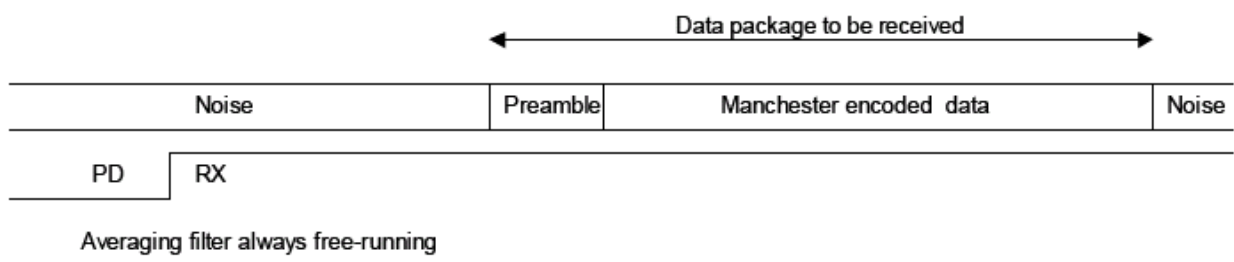 Data package to be received
Noise Preamble Manchester encoded data Noise
PD RX
Averaging filter always free-running